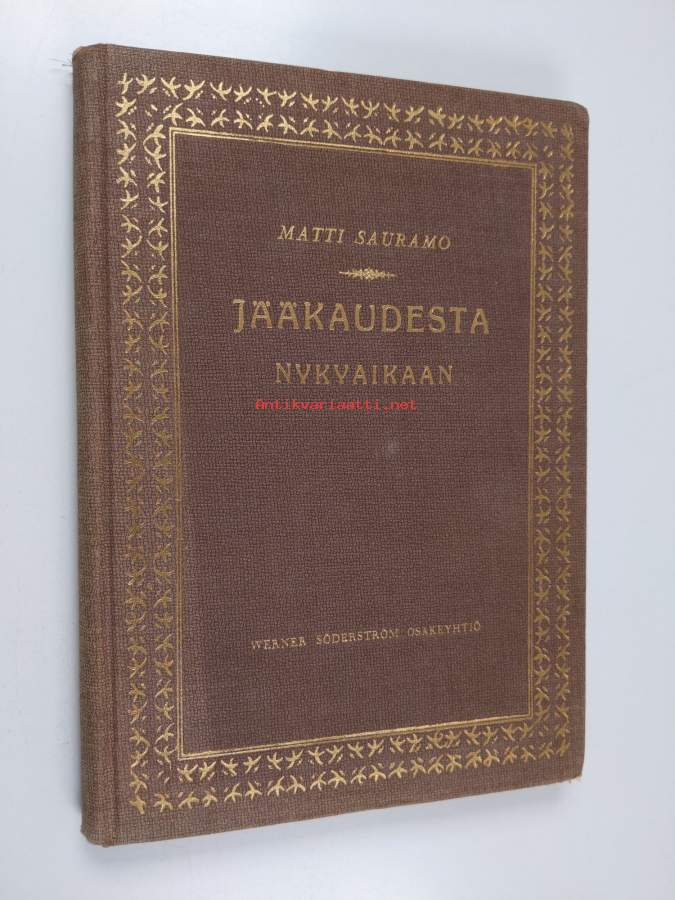 MATTI SAURAMO
JÄÄKAUDESTA
NYKYAIKAAN
Antikvariaatti.net
WERNER SÖDERSTRÖM OSAKEYHTIÖ